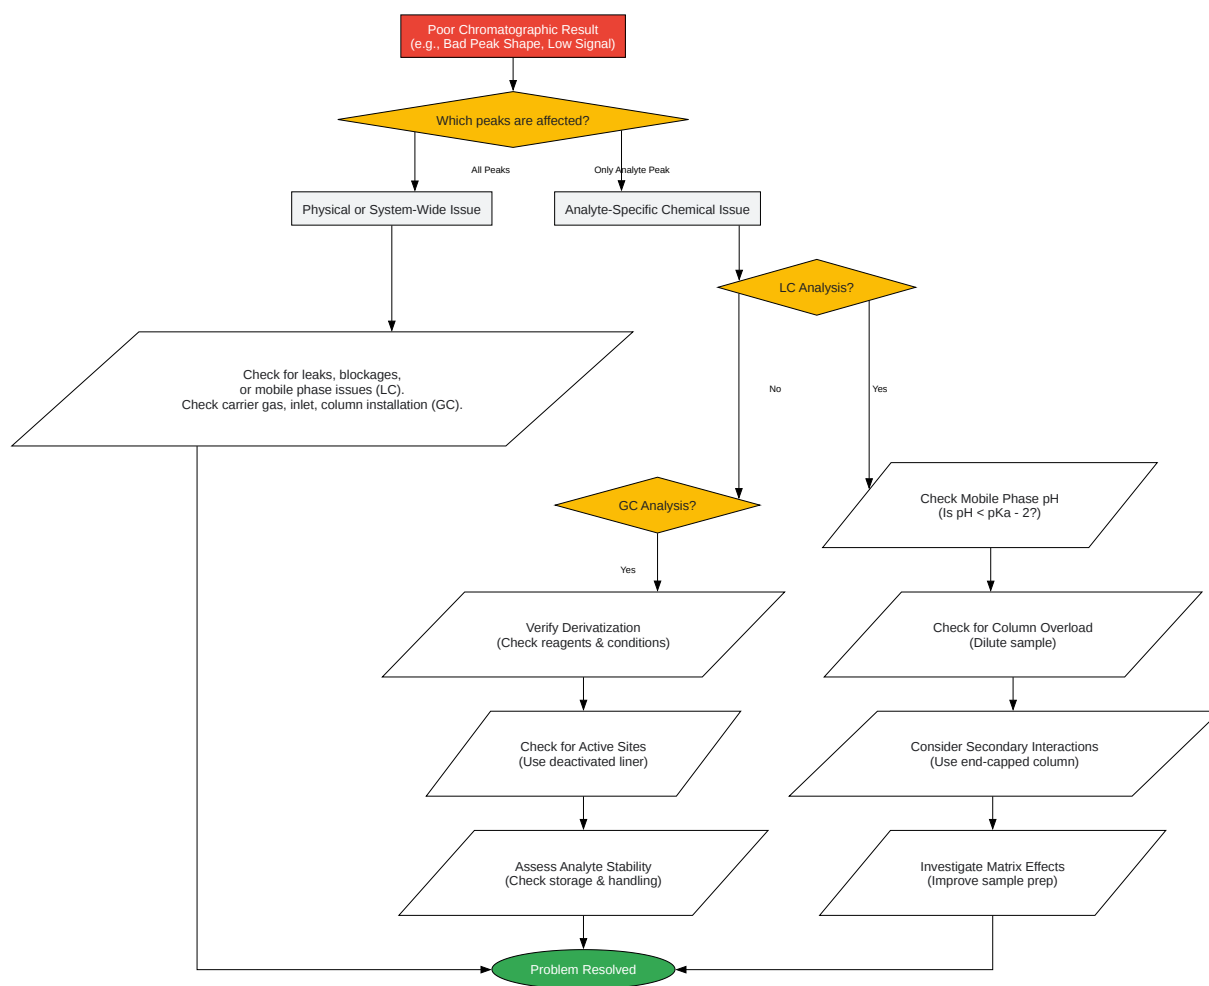 Poor Chromatographic Result
(e.g., Bad Peak Shape, Low Signal)
Which peaks are affected?
All Peaks
Only Analyte Peak
Physical or System-Wide Issue
Analyte-Specific Chemical Issue
LC Analysis?
Check for leaks, blockages,
or mobile phase issues (LC).
Check carrier gas, inlet, column installation (GC).
No
Yes
GC Analysis?
Check Mobile Phase pH
(Is pH < pKa - 2?)
Yes
Verify Derivatization
(Check reagents & conditions)
Check for Column Overload
(Dilute sample)
Check for Active Sites
(Use deactivated liner)
Consider Secondary Interactions
(Use end-capped column)
Assess Analyte Stability
(Check storage & handling)
Investigate Matrix Effects
(Improve sample prep)
Problem Resolved